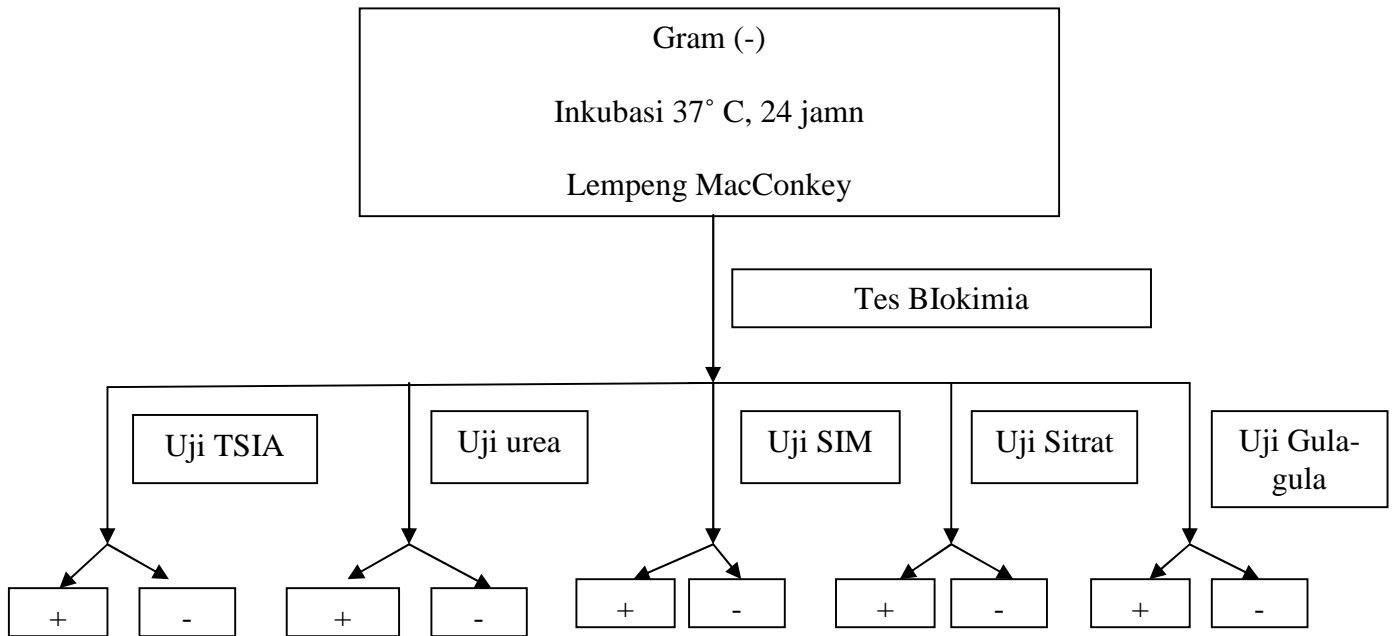 Gram (-)
Inkubasi 37˚ C, 24 jamn
Lempeng MacConkey
Tes BIokimia
Uji TSIA
Uji urea
Uji SIM
Uji Sitrat
Uji Gula-
gula
+
-
+
-
+
-
+
-
+
-